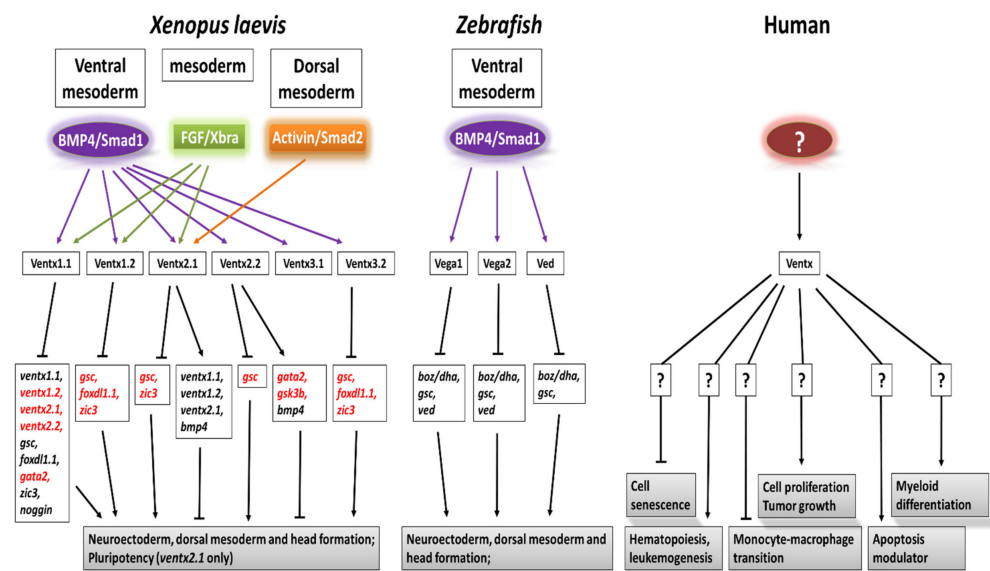 Xenopus laevis
Zebrafish
Human
Ventral
mesoderm
mesoderm
Dorsal
mesoderm
Ventral
mesoderm
BMP4/Smad1
FGF/Xbra
Activin/Smad2
BMP4/Smad1
?
Ventx1.1
Ventx1.2
Ventx2.1
Ventx2.2
Ventx3.1
Ventx3.2
Vega1
Vega2
Ved
Ventx
ventx1.1,
ventx1.2,
ventx2.1,
ventx2.2,
gsc,
foxdl1.1,
gata2,
zic3,
noggin
gsc,
foxdl1.1,
zic3
gsc,
zic3
ventx1.1,
ventx1.2,
ventx2.1,
bmp4
gsc
gata2,
gsk3b,
bmp4
gsc,
foxdl1.1,
zic3
boz/dha,
gsc,
ved
boz/dha,
gsc,
ved
boz/dha,
gsc,
?
?
?
?
?
?
Cell
senescence
Cell proliferation
Tumor growth
Myeloid
differentiation
Neuroectoderm, dorsal mesoderm and head formation;
Pluripotency (ventx2.1 only)
Neuroectoderm, dorsal mesoderm and
head formation;
Hematopoiesis,
leukemogenesis
Monocyte-macrophage
transition
Apoptosis
modulator